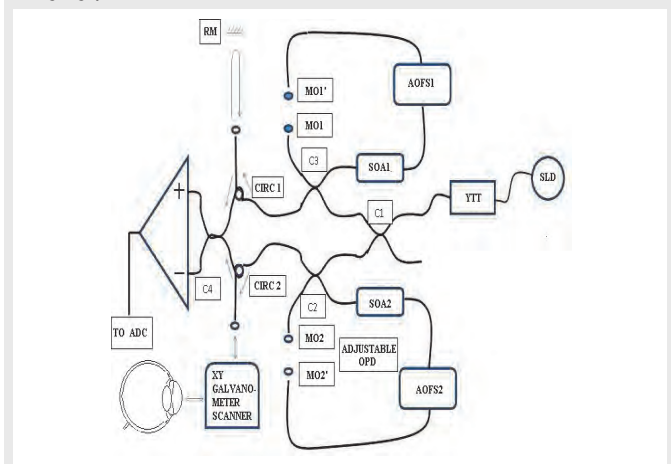 RM
MO1'
MO1
AOFS1
C3
SOA1
CIRC 1
C1
YTT
SLD
+
−
C4
CIRC 2
C2
SOA2
TO ADC
MO2
MO2'
ADJUSTABLE
OPD
XY
GALVANO-
METER
SCANNER
AOFS2